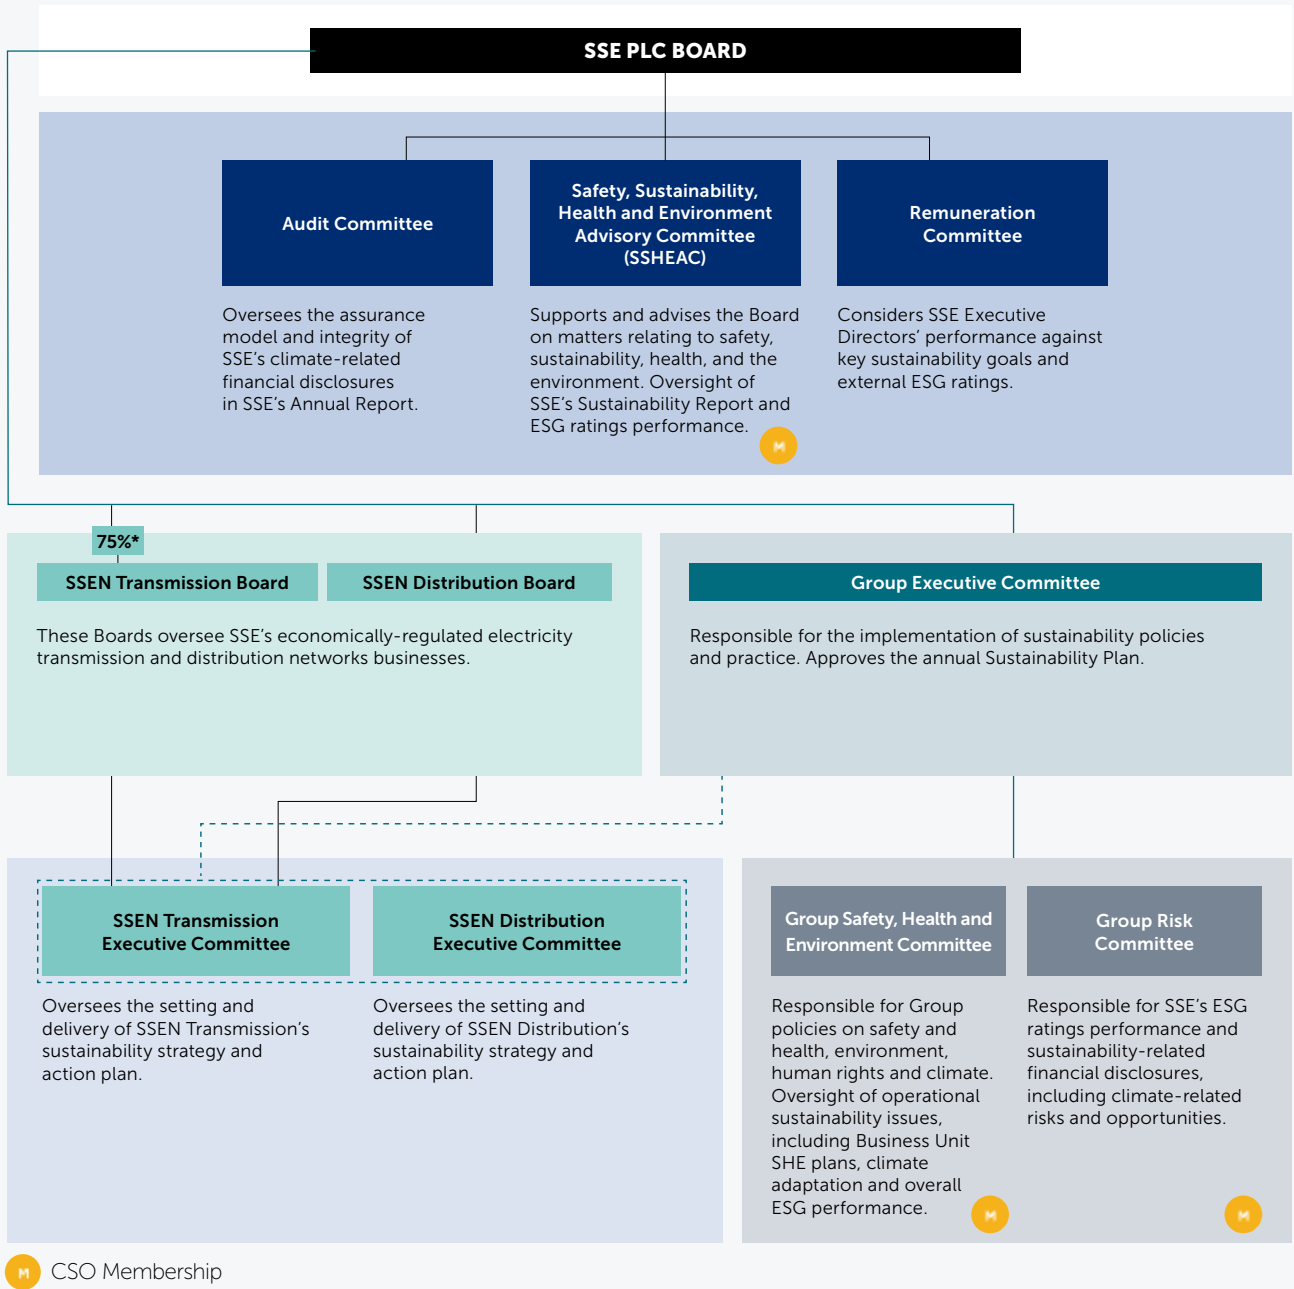 SSE PLC BOARD
Audit Committee
Oversees the assurance
model and integrity of
SSE’s climate-related
financial disclosures
in SSE’s Annual Report.
Safety, Sustainability,
Health and Environment
Advisory Committee
(SSHEAC)
Supports and advises the Board
on matters relating to safety,
sustainability, health, and the
environment. Oversight of
SSE’s Sustainability Report and
ESG ratings performance.
M
Remuneration
Committee
Considers SSE Executive
Directors’ performance against
key sustainability goals and
external ESG ratings.
75%*
SSEN Transmission Board
SSEN Distribution Board
These Boards oversee SSE’s economically-regulated electricity
transmission and distribution networks businesses.
Group Executive Committee
Responsible for the implementation of sustainability policies
and practice. Approves the annual Sustainability Plan.
SSEN Transmission
Executive Committee
Oversees the setting and
delivery of SSEN Transmission’s
sustainability strategy and
action plan.
SSEN Distribution
Executive Committee
Oversees the setting and
delivery of SSEN Distribution’s
sustainability strategy and
action plan.
Group Safety, Health and
Environment Committee
Responsible for Group
policies on safety and
health, environment,
human rights and climate.
Oversight of operational
sustainability issues,
including Business Unit
SHE plans, climate
adaptation and overall
ESG performance.
M
Group Risk
Committee
Responsible for SSE’s ESG
ratings performance and
sustainability-related
financial disclosures,
including climate-related
risks and opportunities.
M
M CSO Membership